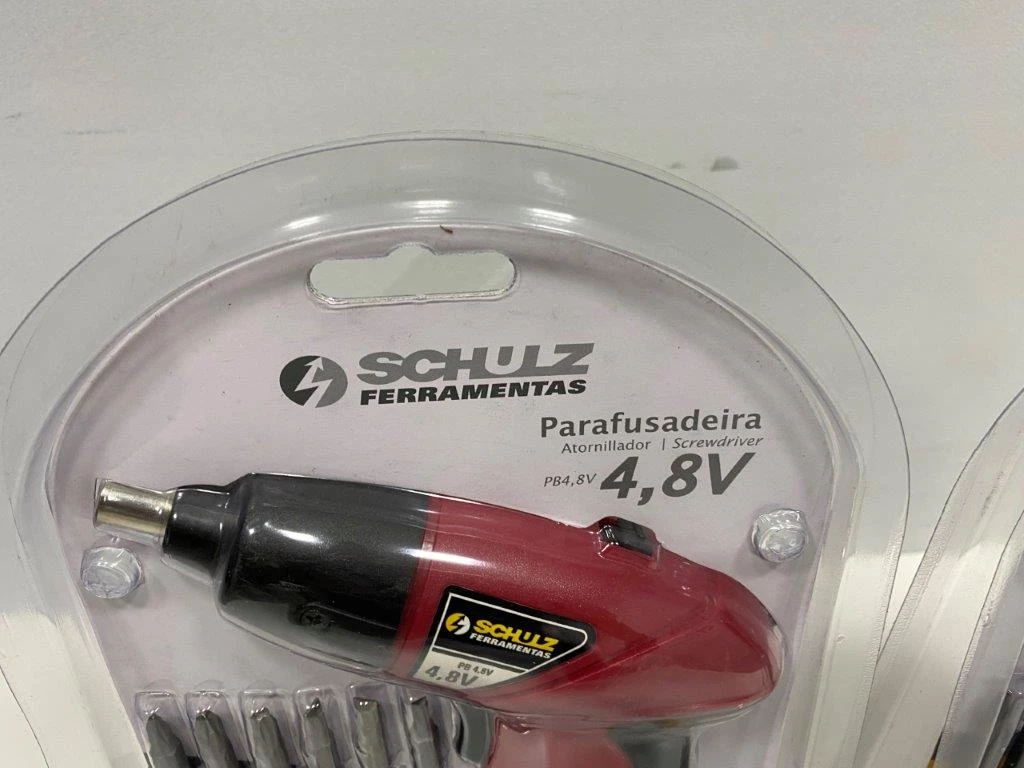 SCHULZ
FERRAMENTAS
Parafusadeira
Atornillador | Screwdriver
PB4,8V 4,8V
SCHULZ
FERRAMENTAS
PB 4.8V
4,8V